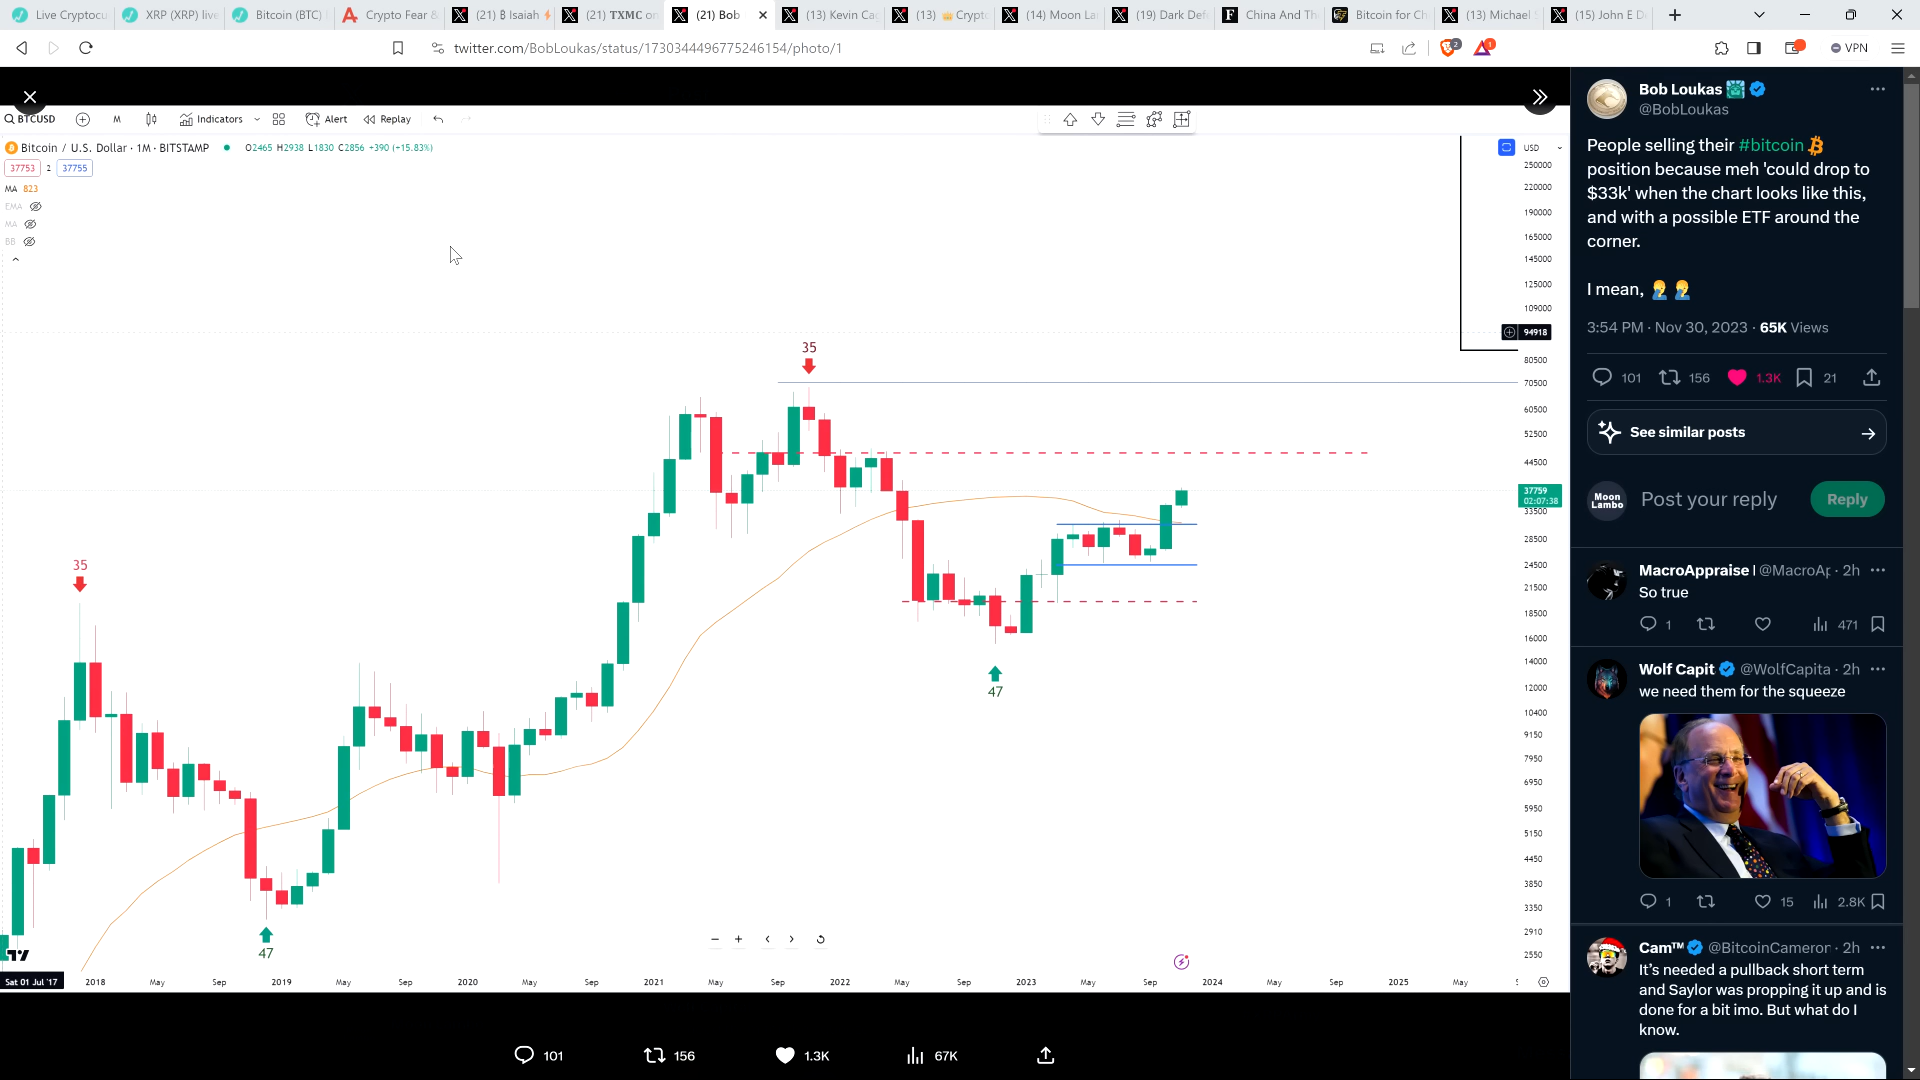 Live Cryptocu
XRP (XRP) live
Bitcoin (BTC)
Crypto Fear &
(21) ₿ Isaiah⚡
(21) TXMC on
(21) Bob
(13) Kevin Ca
(13) 👑Crypto
(14) Moon La
(19) Dark Def
China And Th
Bitcoin for Ch
(13) Michael
(15) John E D
twitter.com/BobLoukas/status/1730344496775246154/photo/1
2
1
VPN
BTCUSD
M
Indicators
Alert
Replay
Bitcoin / U.S. Dollar · 1M · BITSTAMP
O2465 H2938 L1830 C2856 +390 (+15.83%)
USD
37753 2 37755
MA 823
EMA
MA
BB
250000
220000
190000
165000
145000
125000
109000
94918
80500
70500
60500
52500
44500
37759
02:07:38
33500
28500
24500
21500
18500
16000
14000
12000
10400
9150
7950
6950
5950
5150
4450
3850
3350
2910
2550
35
35
47
47
Sat 01 Jul '17
2018
May
Sep
2019
May
Sep
2020
May
Sep
2021
May
Sep
2022
May
Sep
2023
May
Sep
2024
May
Sep
2025
May
101
156
1.3K
67K
Bob Loukas
@BobLoukas
People selling their #bitcoin
position because meh 'could drop to
$33k' when the chart looks like this,
and with a possible ETF around the
corner.
I mean, 🤦‍♂️🤦‍♂️
3:54 PM · Nov 30, 2023 · 65K Views
101
156
1.3K
21
See similar posts
Moon
Lambo
Post your reply
Reply
MacroAppraise | @MacroAp · 2h
So true
1
471
Wolf Capit @WolfCapita · 2h
we need them for the squeeze
1
15
2.8K
Cam™ @BitcoinCameror · 2h
It's needed a pullback short term
and Saylor was propping it up and is
done for a bit imo. But what do I
know.